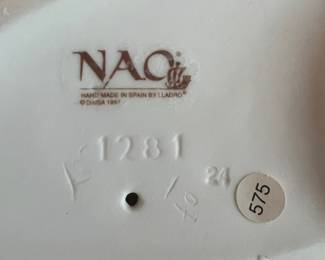 NAO
HAND MADE IN SPAIN BY LLADRO
© DAISA 1997
1281
24
575